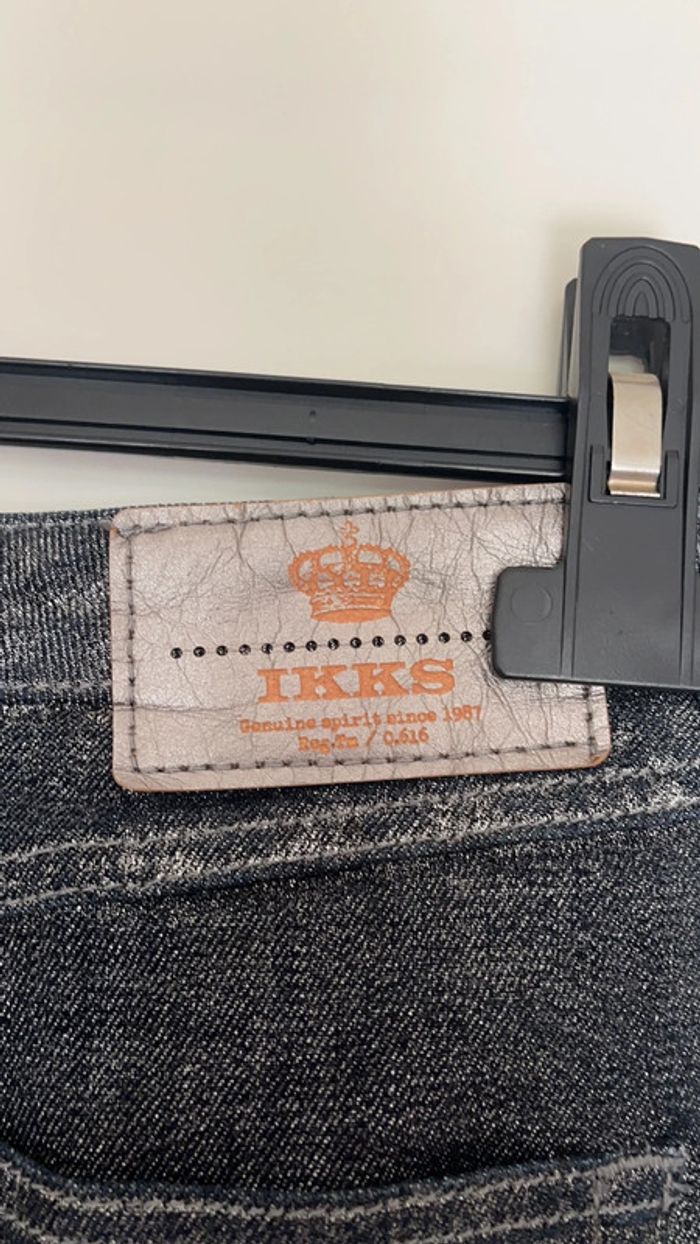 IKKS
Genuine spirit since 1987
Reg.Tm / 0.616